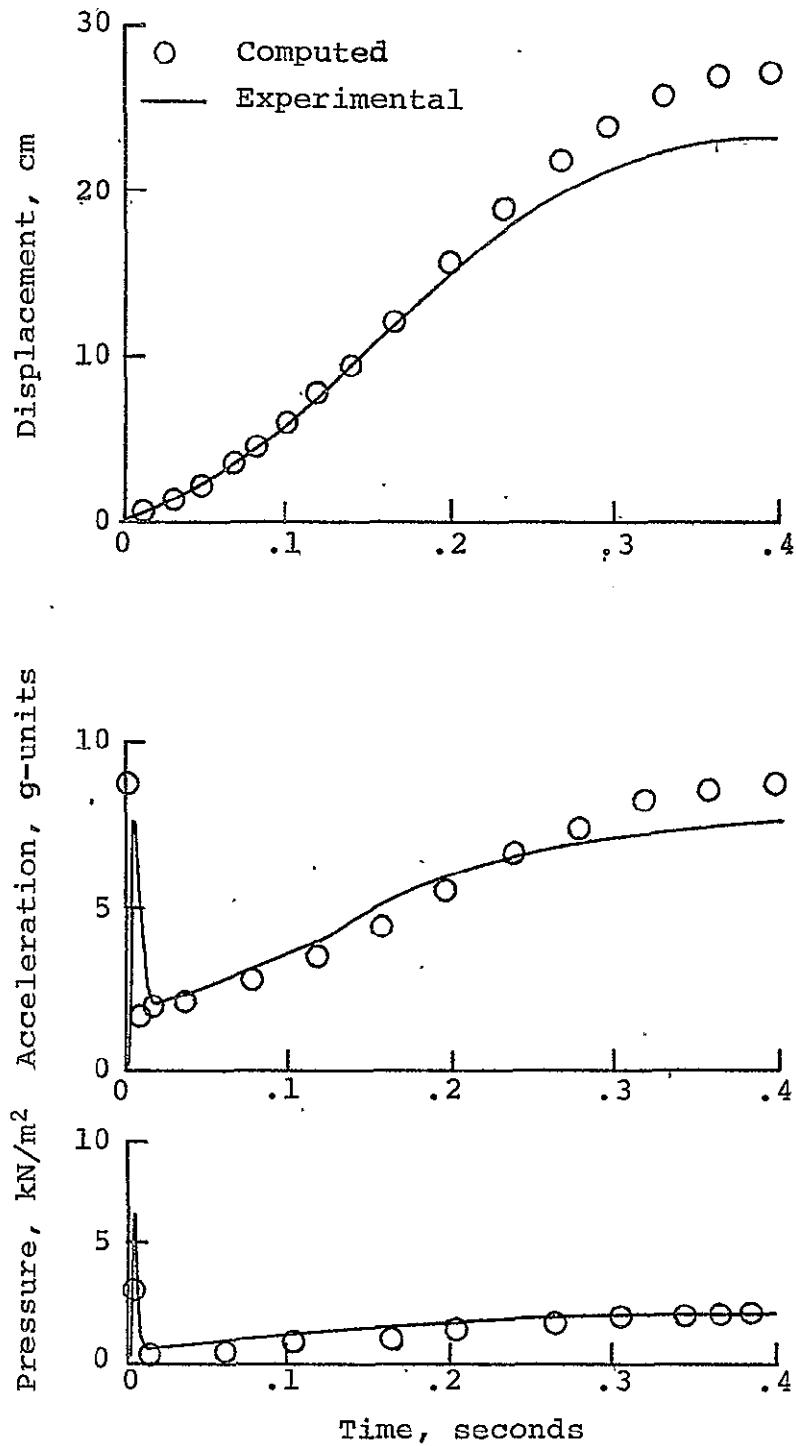 30
Computed
Experimental
20
10
0
0 .1 .2 .3 .4
Displacement, cm
10
5
0
0 .1 .2 .3 .4
Acceleration, g-units
10
5
0
0 .1 .2 .3 .4
Pressure, kN/m²
Time, seconds